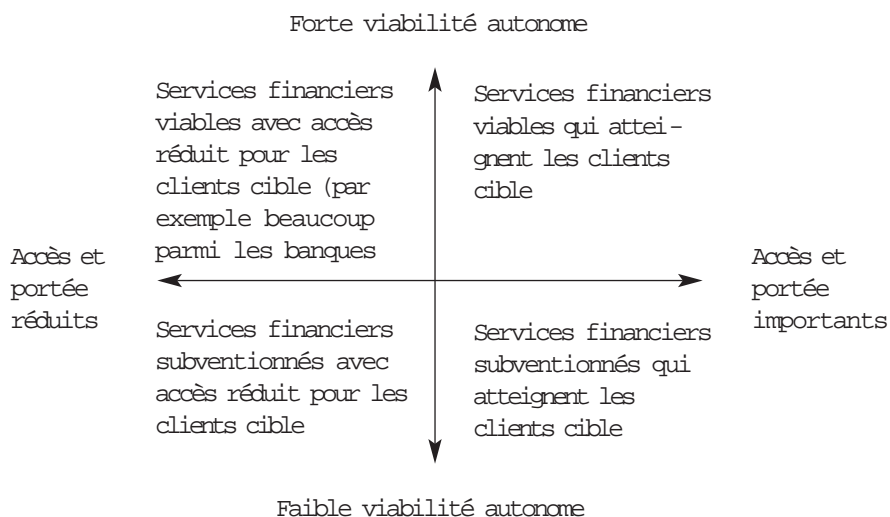 Forte viabilité autonome
Services financiers
viables avec accès
réduit pour les
clients cible (par
exemple beaucoup
parmi les banques
Services financiers
viables qui attei-
gnent les clients
cible
Accès et
portée
réduits
Accès et
portée
importants
Services financiers
subventionnés avec
accès réduit pour les
clients cible
Services financiers
subventionnés qui
atteignent les
clients cible
Faible viabilité autonome